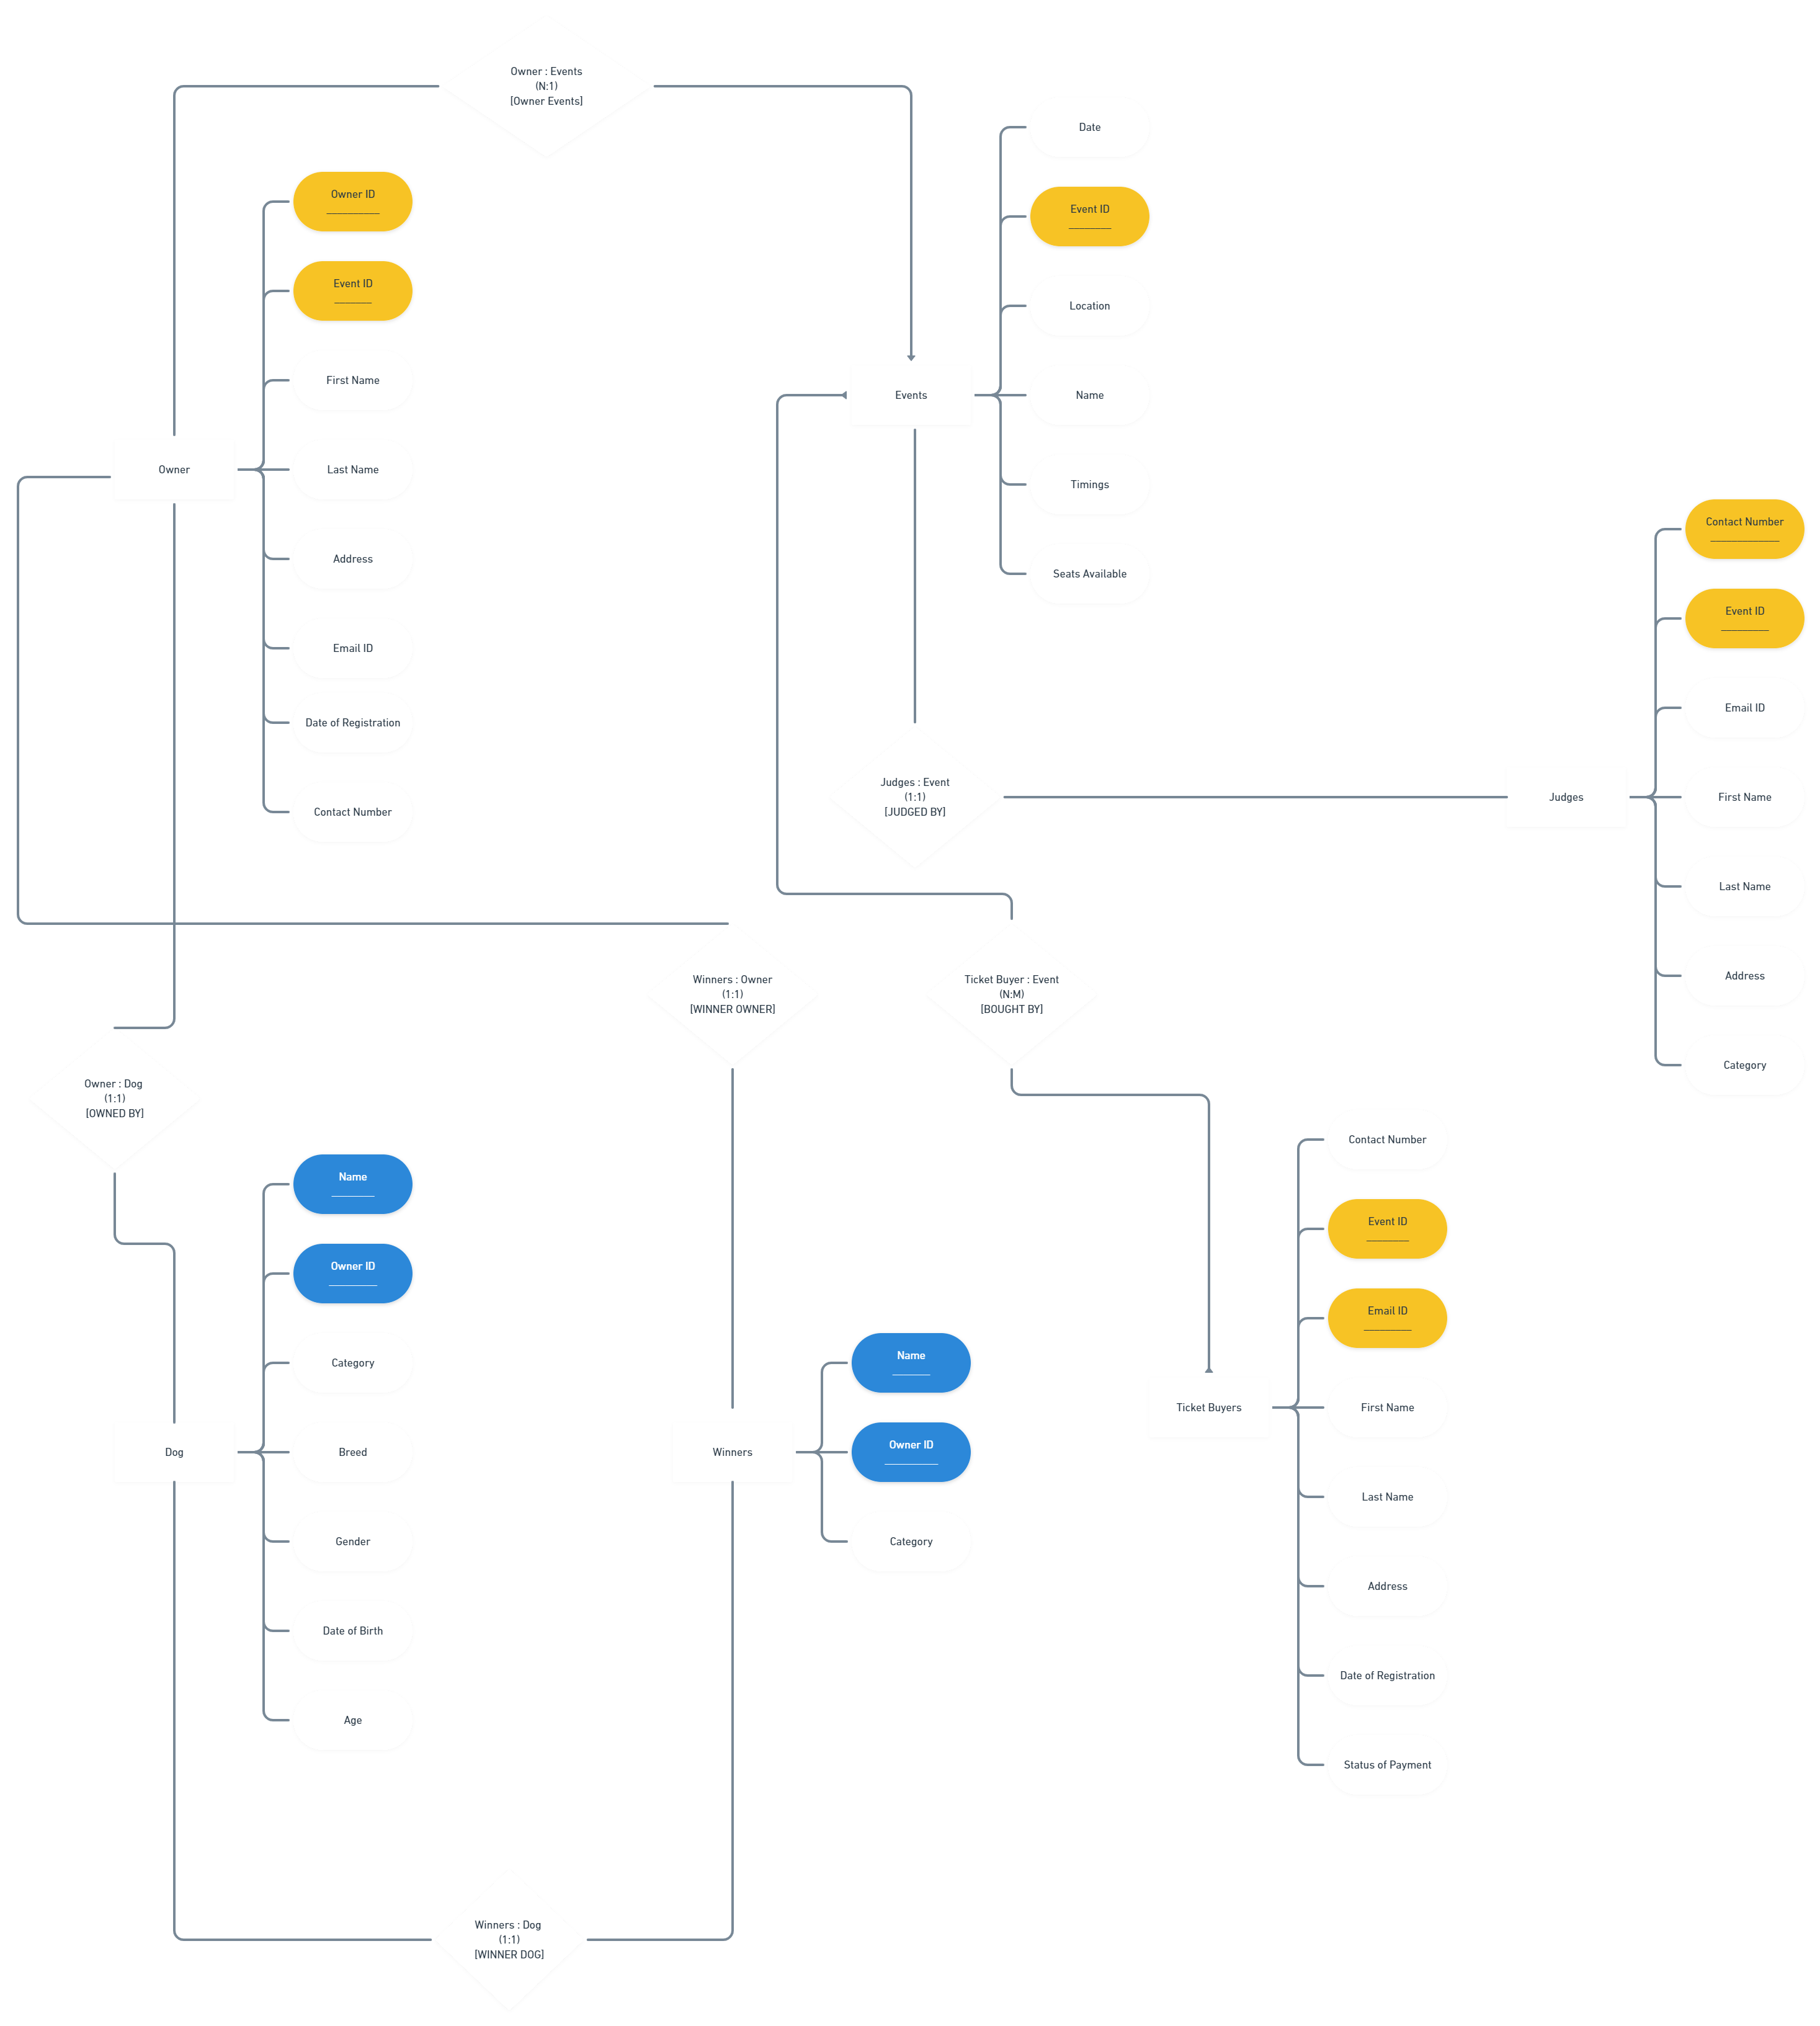 Owner : Events
(N:1)
[Owner Events]
Owner ID
Event ID
First Name
Owner
Last Name
Address
Email ID
Date of Registration
Contact Number
Date
Event ID
Location
Events
Name
Timings
Seats Available
Judges : Event
(1:1)
[JUDGED BY]
Contact Number
Event ID
Email ID
Judges
First Name
Last Name
Address
Category
Winners : Owner
(1:1)
[WINNER OWNER]
Ticket Buyer : Event
(N:M)
[BOUGHT BY]
Owner : Dog
(1:1)
[OWNED BY]
Name
Owner ID
Category
Dog
Breed
Gender
Date of Birth
Age
Name
Winners
Owner ID
Category
Contact Number
Event ID
Email ID
Ticket Buyers
First Name
Last Name
Address
Date of Registration
Status of Payment
Winners : Dog
(1:1)
[WINNER DOG]